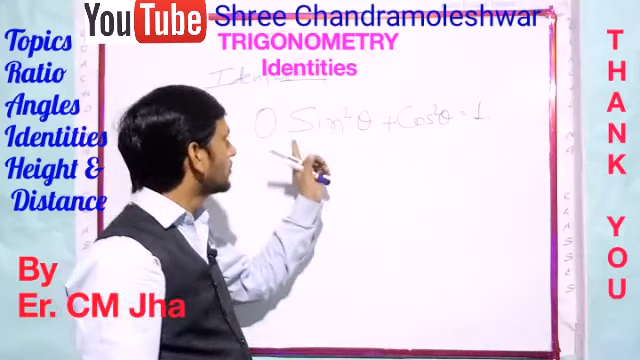 YouTube Shree Chandramoleshwar
TRIGONOMETRY
Identities
Topics
Ratio
Angles
Identities
Height &
Distance
By
Er. CM Jha
① Sin²θ + Cos²θ = 1.
THANK YOU
CLASSES